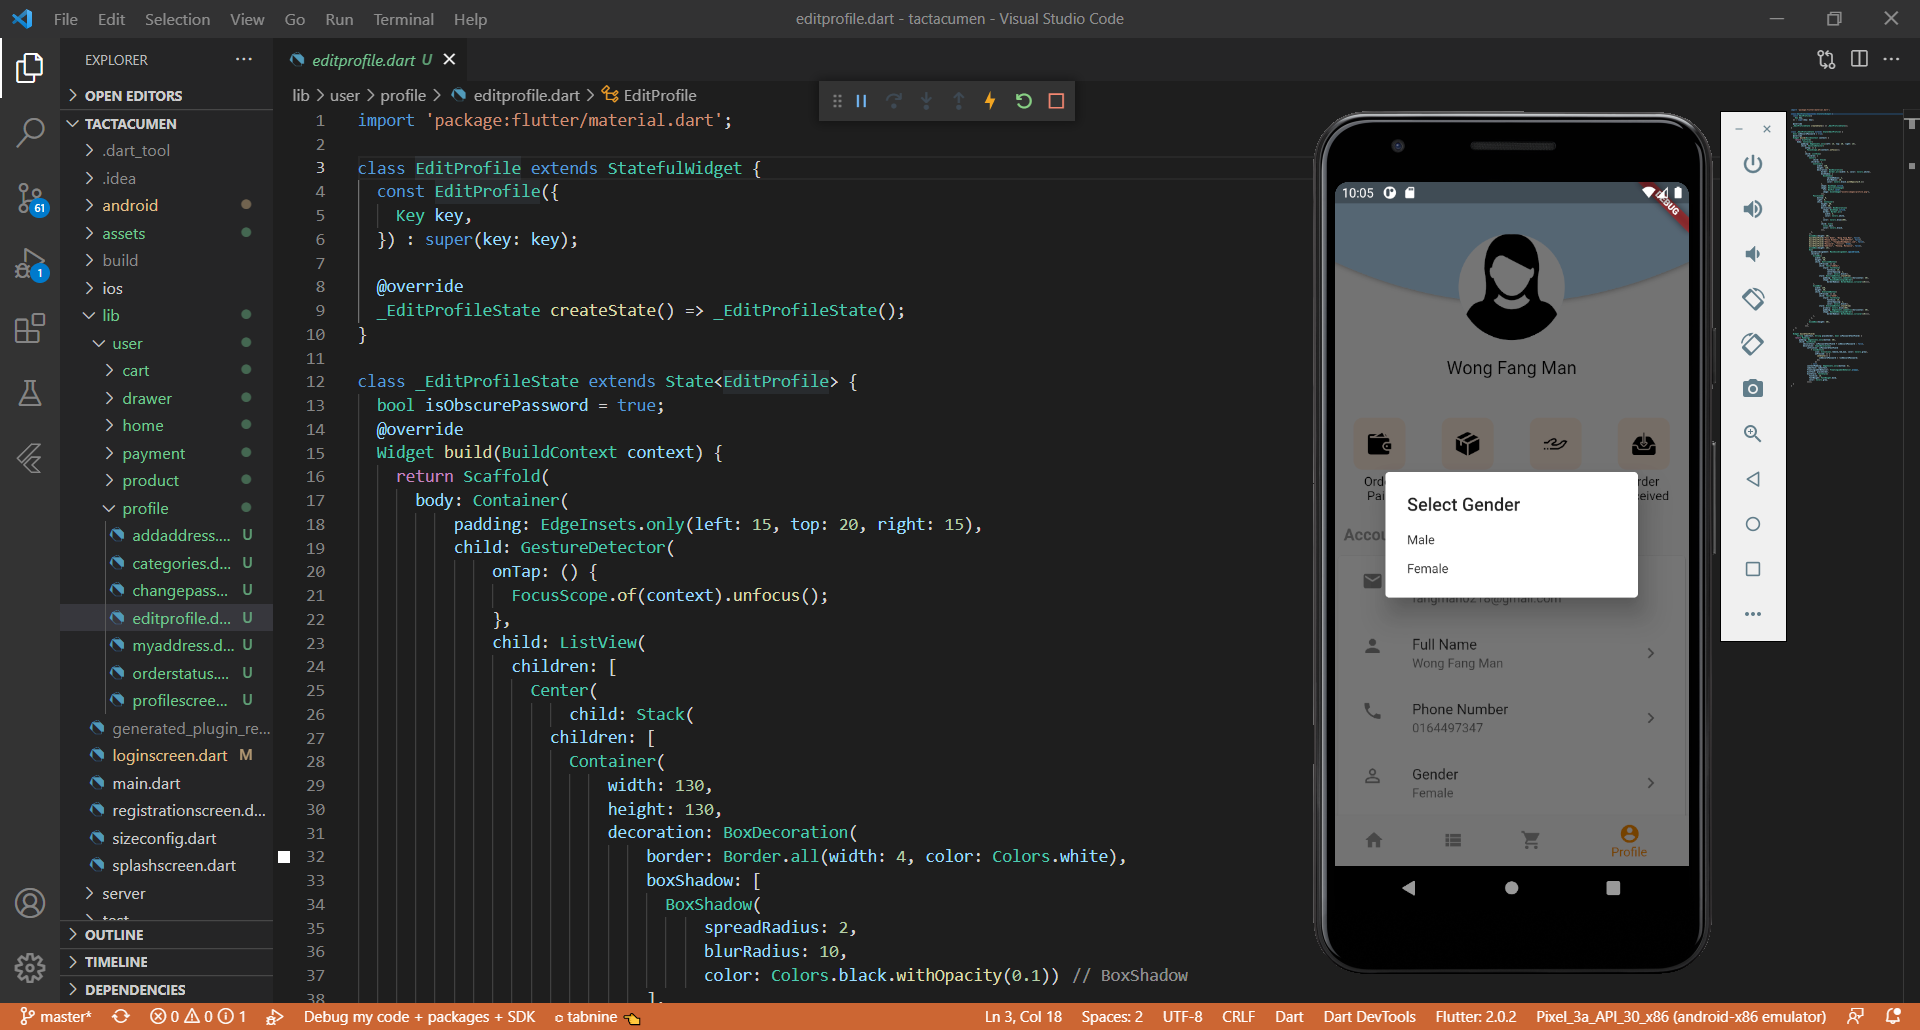 File Edit Selection View Go Run Terminal Help
editprofile.dart - tactacumen - Visual Studio Code
EXPLORER
OPEN EDITORS
TACTACUMEN
.dart_tool
.idea
android
assets
build
ios
lib
user
cart
drawer
home
payment
product
profile
addaddress.... U
categories.d... U
changepass... U
editprofile.d... U
myaddress.d... U
orderstatus.... U
profilescree... U
generated_plugin_re...
loginscreen.dart M
main.dart
registrationscreen.d...
sizeconfig.dart
splashscreen.dart
server
test
OUTLINE
TIMELINE
DEPENDENCIES
61
1
editprofile.dart U
lib > user > profile > editprofile.dart > EditProfile
1 import 'package:flutter/material.dart';
2
3 class EditProfile extends StatefulWidget {
4 const EditProfile({
5 Key key,
6 }) : super(key: key);
7
8 @override
9 _EditProfileState createState() => _EditProfileState();
10 }
11
12 class _EditProfileState extends State<EditProfile> {
13 bool isObscurePassword = true;
14 @override
15 Widget build(BuildContext context) {
16 return Scaffold(
17 body: Container(
18 padding: EdgeInsets.only(left: 15, top: 20, right: 15),
19 child: GestureDetector(
20 onTap: () {
21 FocusScope.of(context).unfocus();
22 },
23 child: ListView(
24 children: [
25 Center(
26 child: Stack(
27 children: [
28 Container(
29 width: 130,
30 height: 130,
31 decoration: BoxDecoration(
32 border: Border.all(width: 4, color: Colors.white),
33 boxShadow: [
34 BoxShadow(
35 spreadRadius: 2,
36 blurRadius: 10,
37 color: Colors.black.withOpacity(0.1)) // BoxShadow
38 ],
10:05
DEBUG
Wong Fang Man
Select Gender
Male
Female
fangman0218@gmail.com
Full Name
Wong Fang Man
Phone Number
0164497347
Gender
Female
Profile
master* 0 0 1 Debug my code + packages + SDK tabnine
Ln 3, Col 18 Spaces: 2 UTF-8 CRLF Dart Dart DevTools Flutter: 2.0.2 Pixel_3a_API_30_x86 (android-x86 emulator)